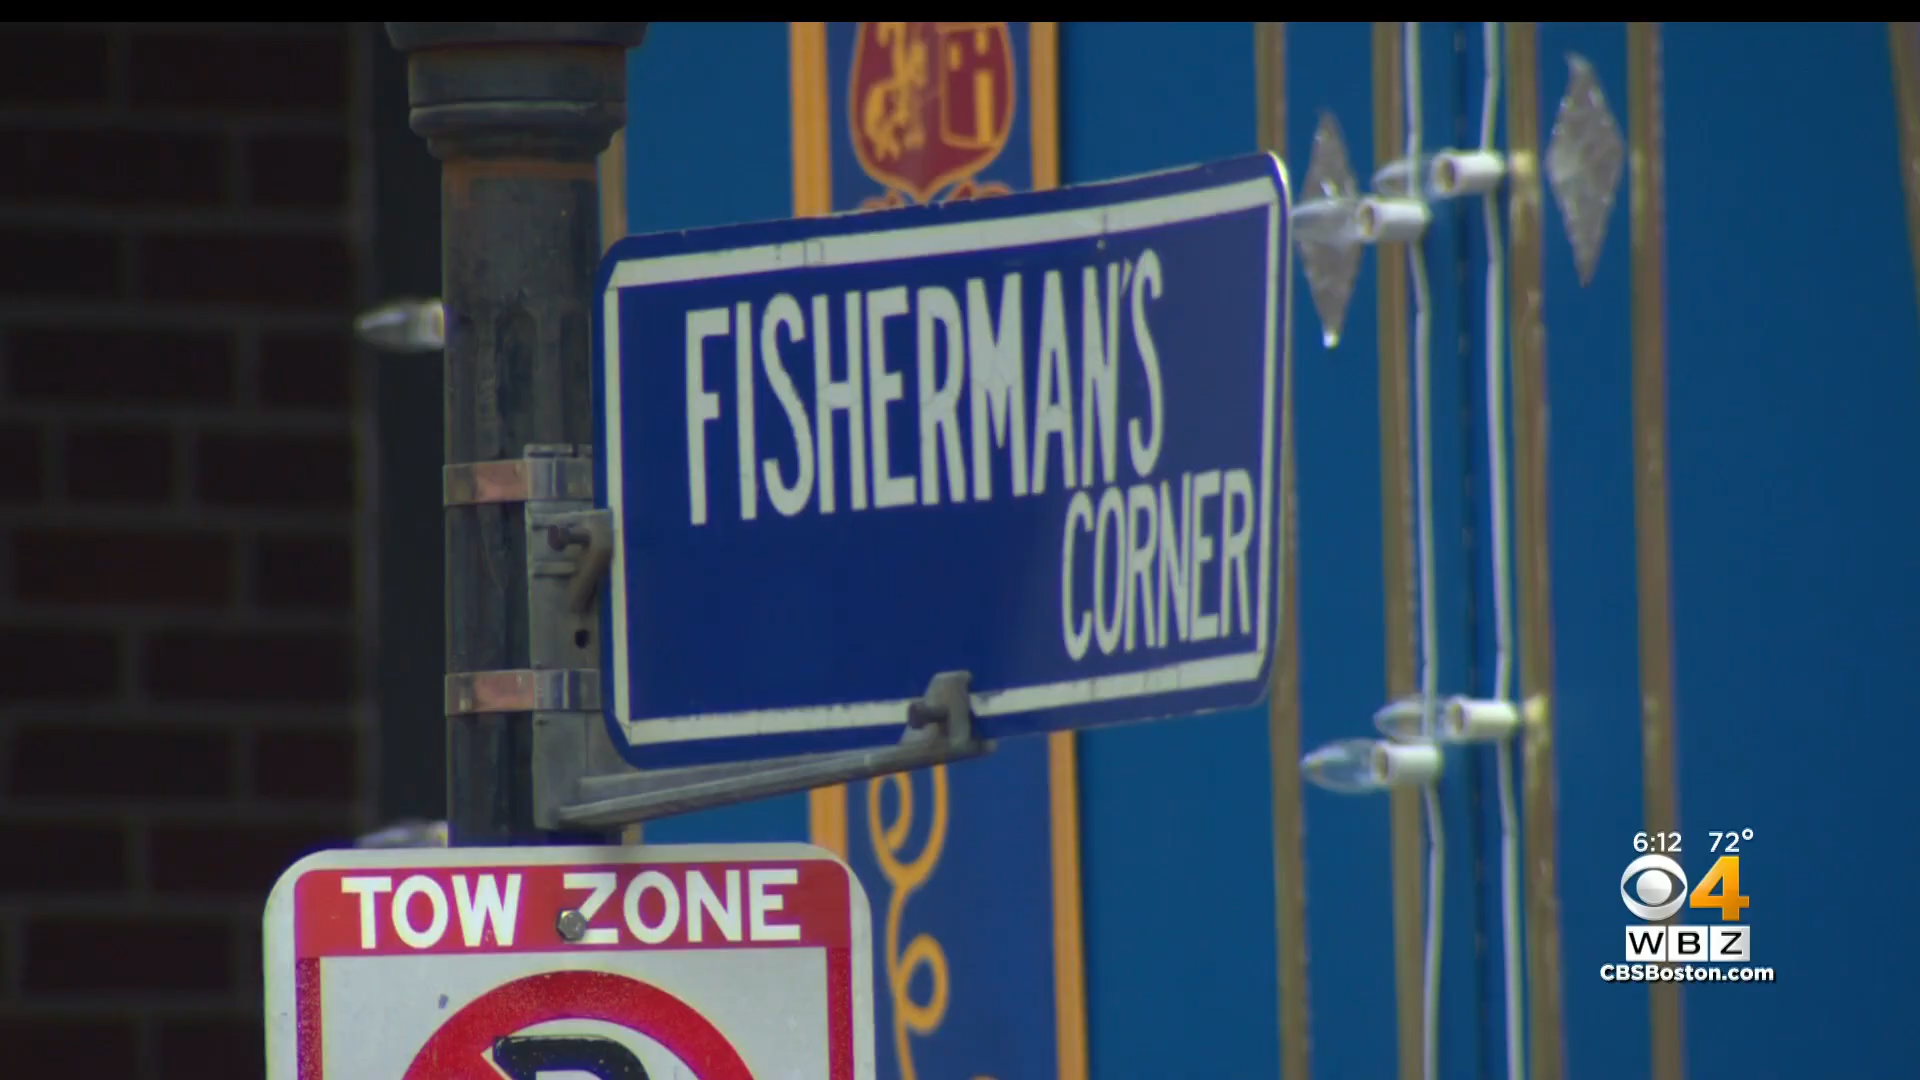 FISHERMAN'S
CORNER
TOW ZONE
P
6:12 72°
4
WBZ
CBSBoston.com